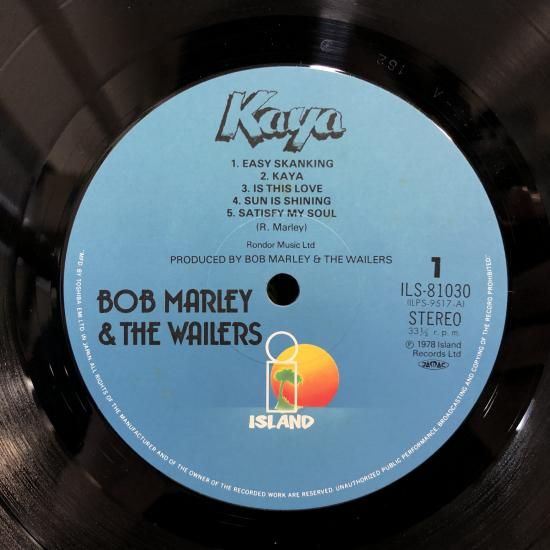 Kaya
1. EASY SKANKING
2. KAYA
3. IS THIS LOVE
4. SUN IS SHINING
5. SATISFY MY SOUL
(R. Marley)
Rondor Music Ltd
PRODUCED BY BOB MARLEY & THE WAILERS
1
ILS-81030
(ILPS-9517-A)
STEREO
33⅓ r.p.m.
Ⓟ 1978 Island
Records Ltd
BOB MARLEY
& THE WAILERS
i
ISLAND
MFD. BY TOSHIBA EMI LTD. IN JAPAN. ALL RIGHTS OF THE MANUFACTURER AND OF THE OWNER OF THE RECORDED WORK ARE RESERVED. UNAUTHORIZED PUBLIC PERFORMANCE, BROADCASTING AND COPYING OF THE RECORD PROHIBITED.